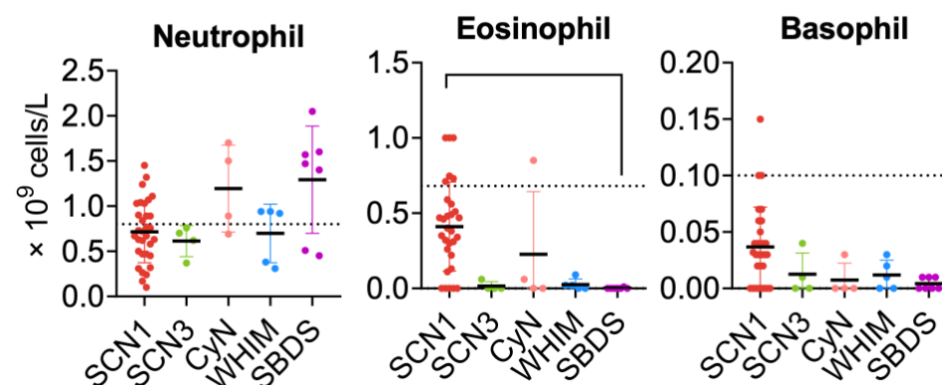 Neutrophil
Eosinophil
Basophil
× 10⁹ cells/L
2.5
2.0
1.5
1.0
0.5
0.0
SCN1
SCN3
CyN
WHIM
SBDS
1.5
1.0
0.5
0.0
SCN1
SCN3
CyN
WHIM
SBDS
0.20
0.15
0.10
0.05
0.00
SCN1
SCN3
CyN
WHIM
SBDS